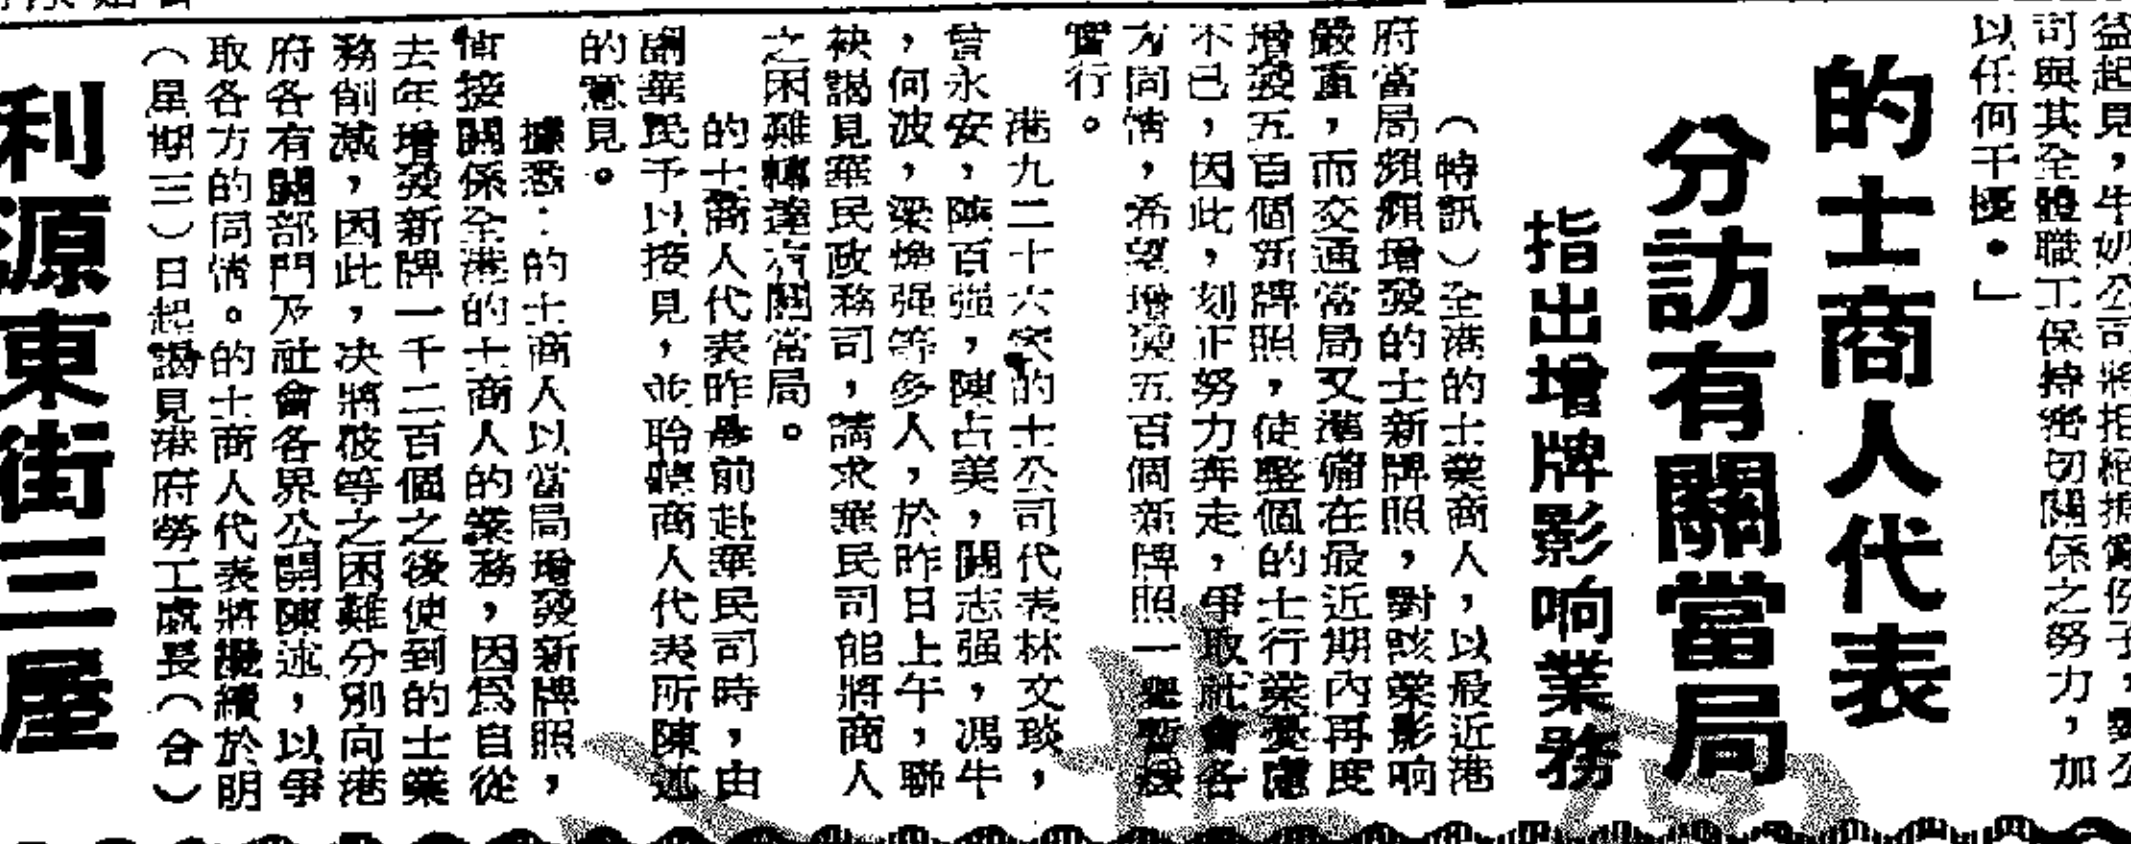 益起見，牛奶公司將拒絕
司與其全體職工保持密切關係之努力，加
以任何干擾。」
的士商人代表
分訪有關當局
指出增牌影响業務
（特訊）全港的士業商人，以最近港
府當局頻頻增發的士新牌照，對該業影响
嚴重，而交通當局又準備在最近期內再度
增發五百個新牌照，使整個的士行業憂慮
不已，因此，刻正努力奔走，爭取社會各
方同情，希望增發五百個新牌照一舉暫緩
實行。
港九二十六家的士公司代表林文琰，
曾永安，陳百强，陳占美，關志强，馮牛
，何波，梁煥强等多人，於昨日上午，聯
袂謁見華民政務司，請求華民司能將商人
之困難轉達有關當局。
的士商人代表昨晨前赴華民司時，由
副華民予以接見，並聆聽商人代表所陳述
的意見。
據悉：的士商人以當局增發新牌照，
直接關係全港的士商人的業務，因為自從
去年增發新牌一千二百個之後使到的士業
務削減，因此，决將彼等之困難分別向港
府各有關部門及社會各界公開陳述，以爭
取各方的同情。的士商人代表將繼續於明
（星期三）日起謁見港府勞工處長（合）
利源東街三屋